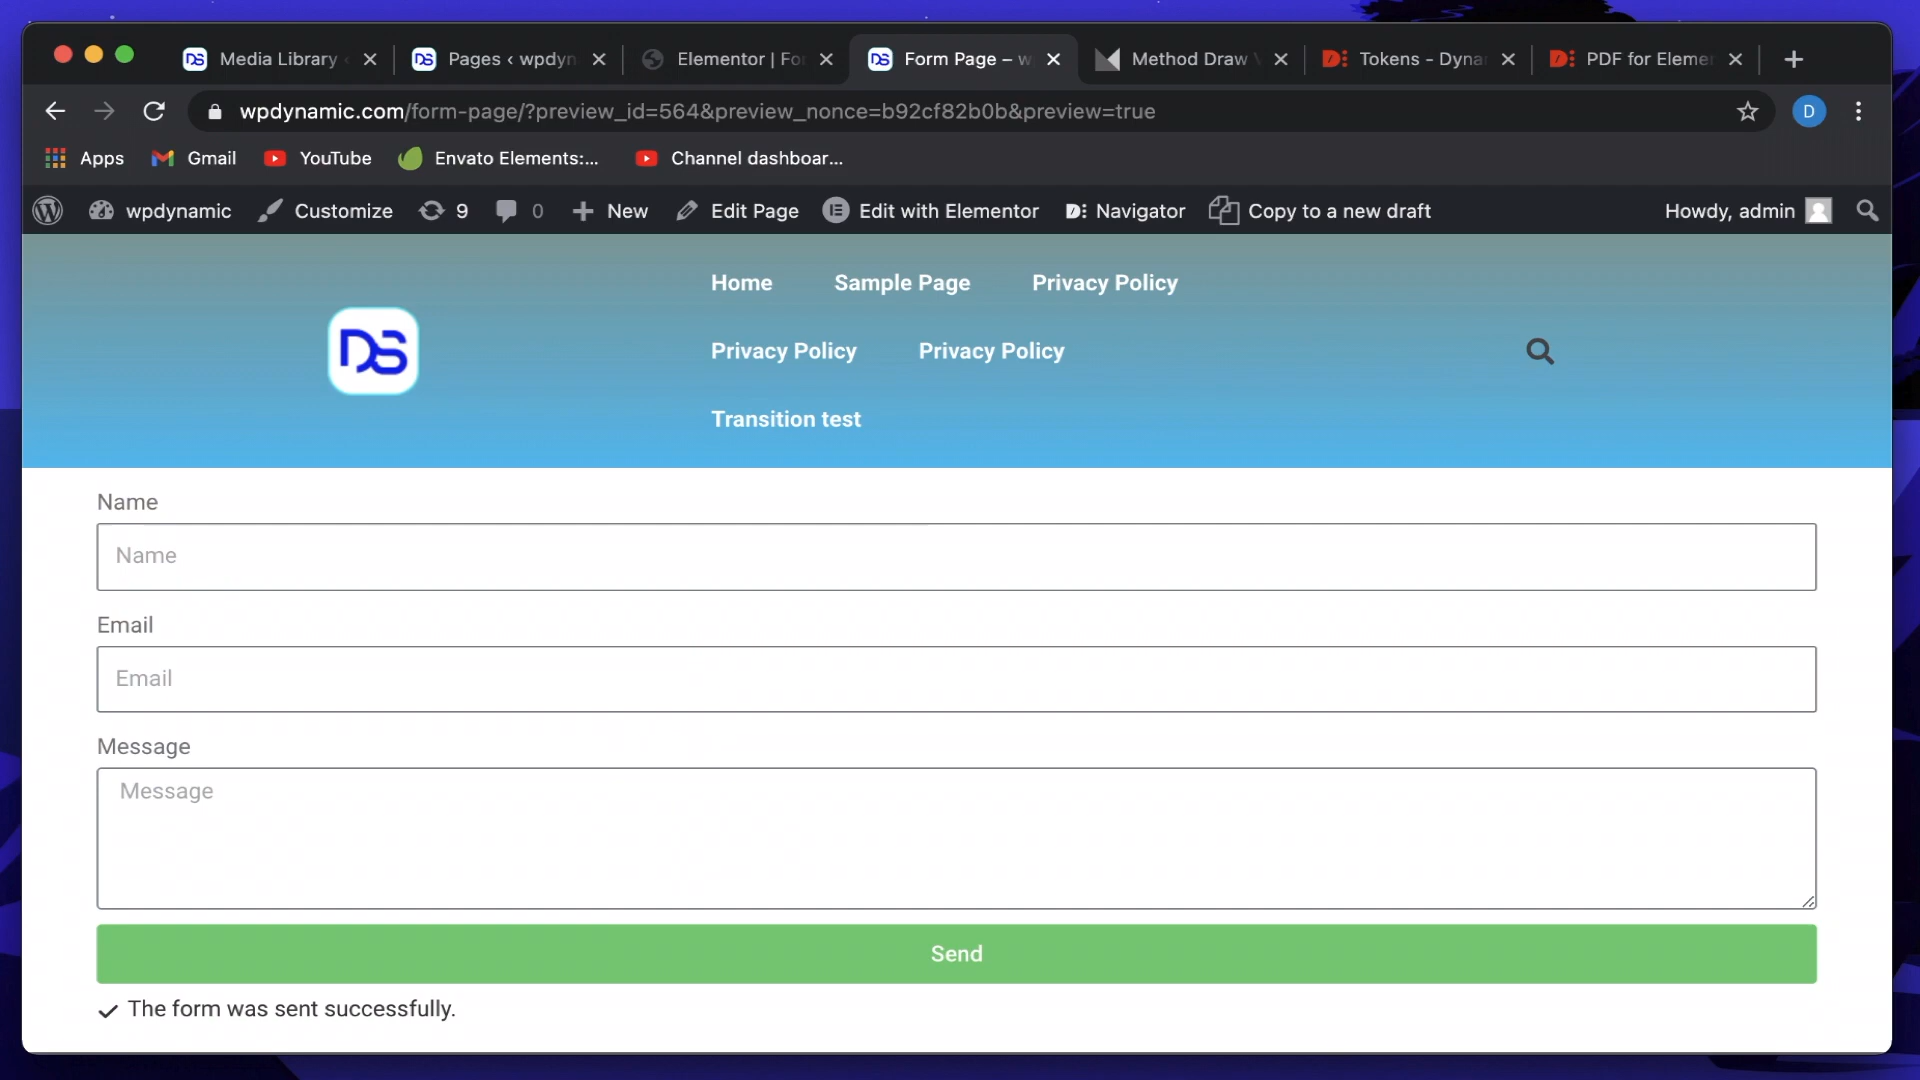 Media Library
Pages ‹ wpdyn
Elementor | Fo
Form Page – w
Method Draw
Tokens - Dyna
PDF for Eleme
wpdynamic.com/form-page/?preview_id=564&preview_nonce=b92cf82b0b&preview=true
D
Apps
Gmail
YouTube
Envato Elements:...
Channel dashboar...
wpdynamic
Customize
9
0
New
Edit Page
Edit with Elementor
Navigator
Copy to a new draft
Howdy, admin
DS
Home
Sample Page
Privacy Policy
Privacy Policy
Privacy Policy
Transition test
Name
Name
Email
Email
Message
Message
Send
The form was sent successfully.